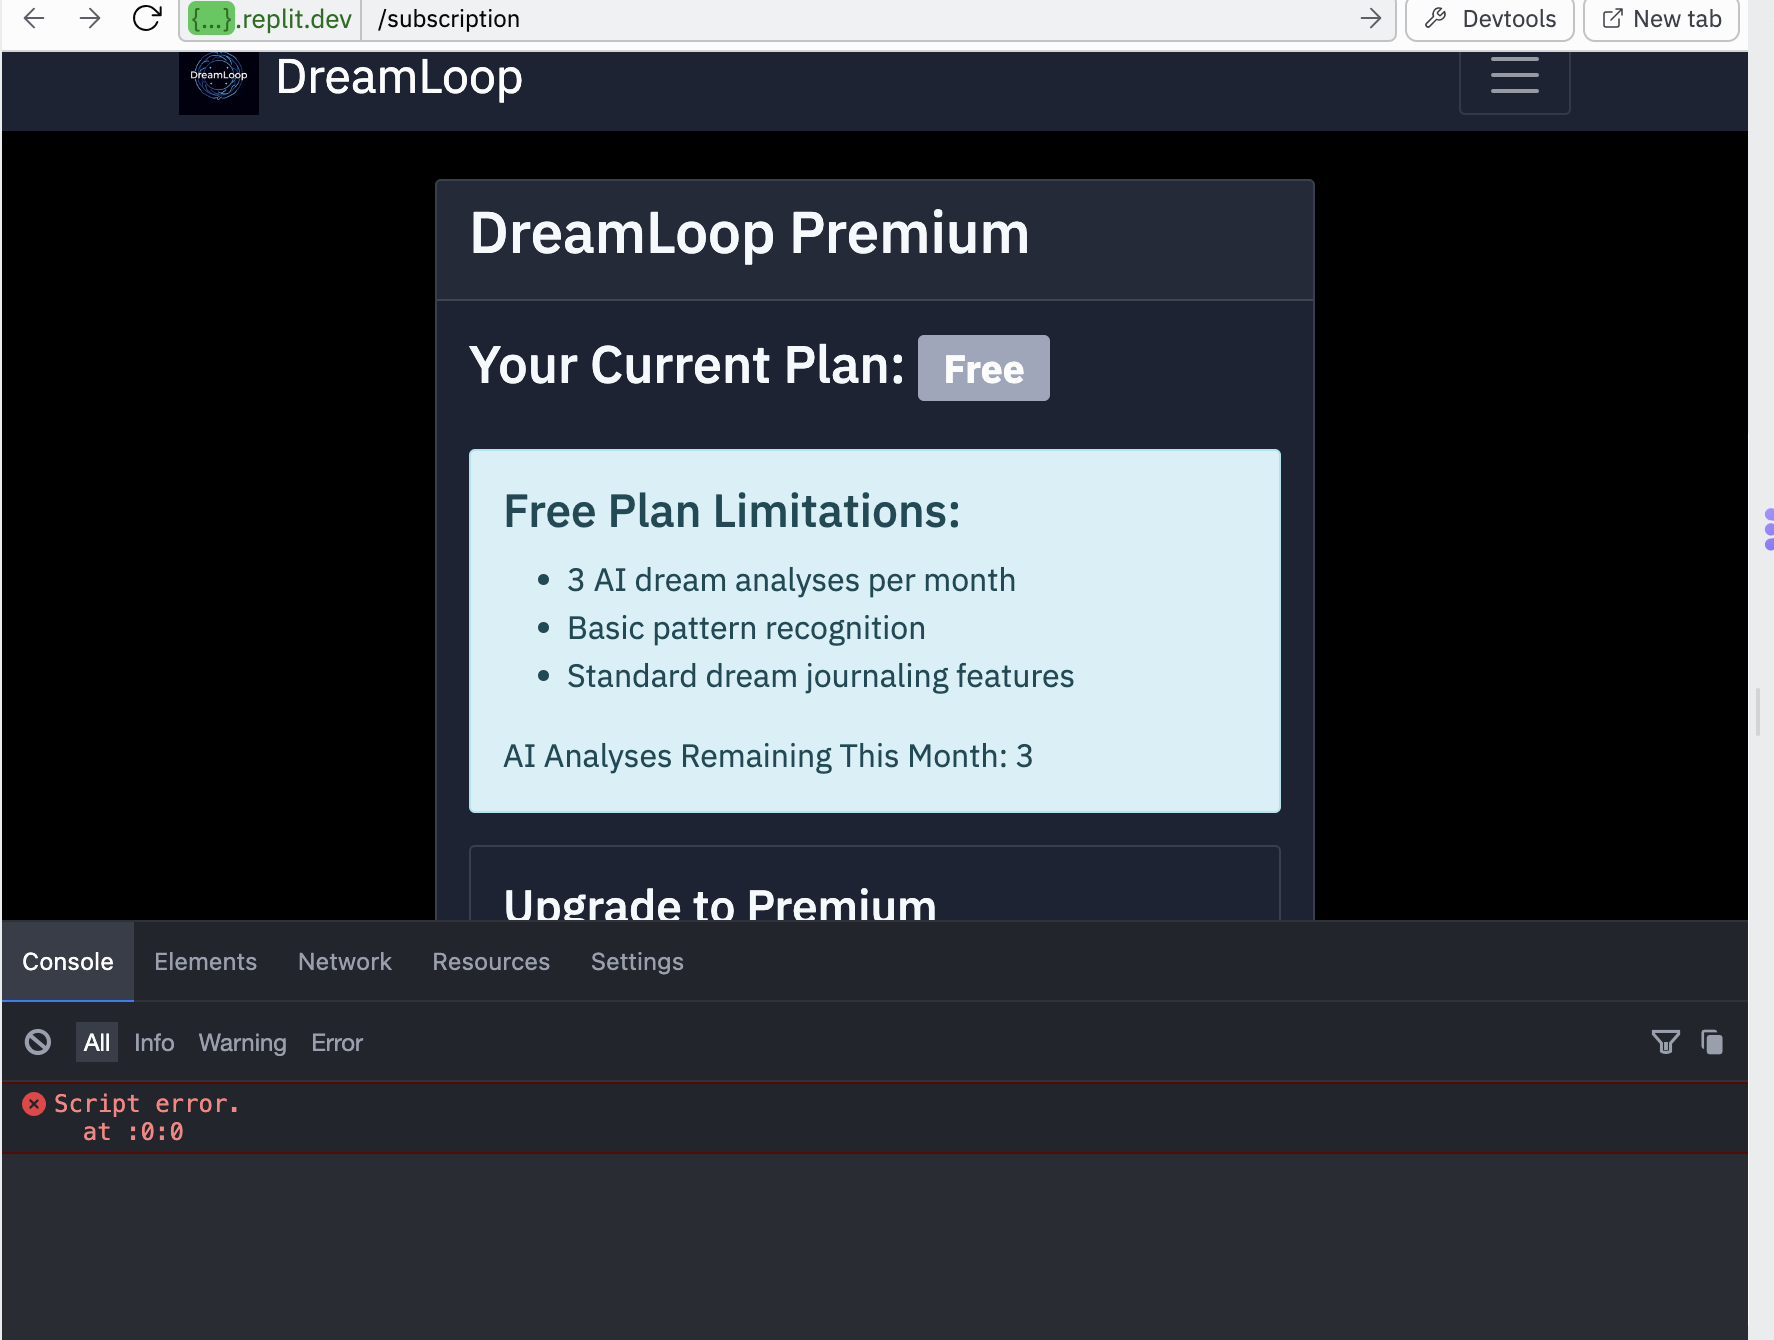 {...}.replit.dev /subscription Devtools New tab
DreamLoop DreamLoop
DreamLoop Premium
Your Current Plan: Free
Free Plan Limitations:
• 3 AI dream analyses per month
• Basic pattern recognition
• Standard dream journaling features
AI Analyses Remaining This Month: 3
Upgrade to Premium
Console Elements Network Resources Settings
All Info Warning Error
Script error.
at :0:0